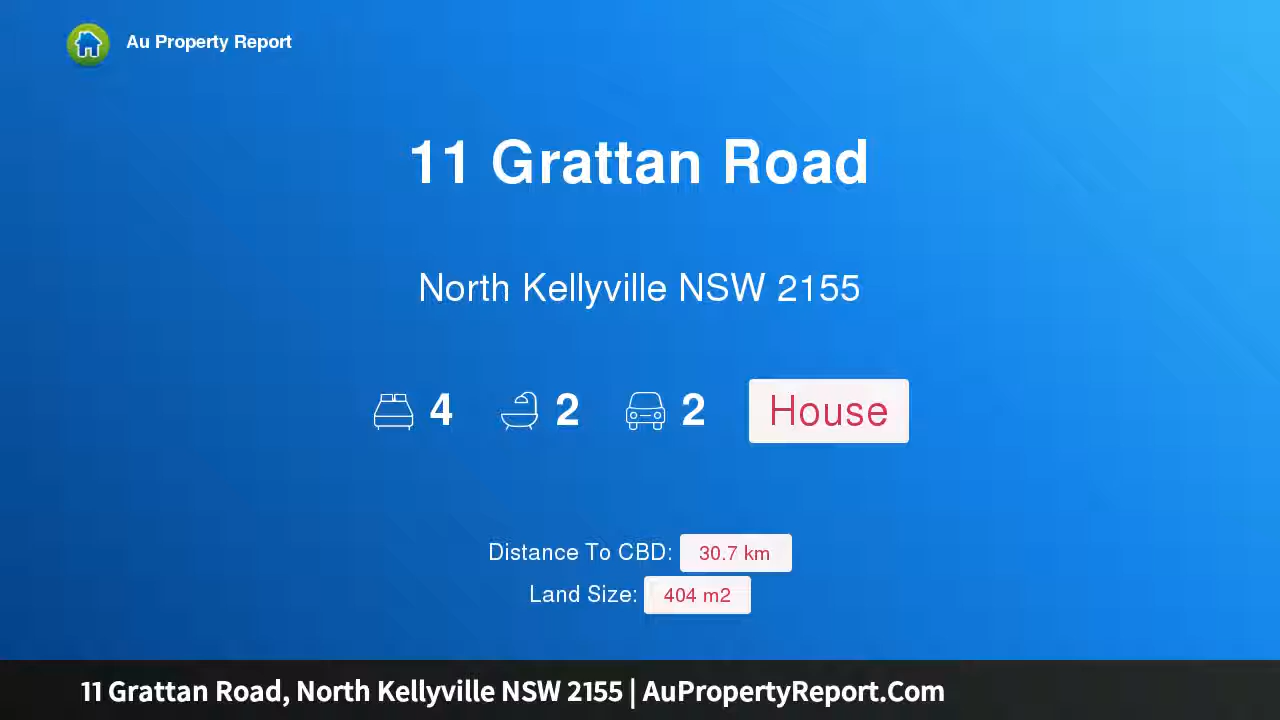 Au Property Report
11 Grattan Road
North Kellyville NSW 2155
4 2 2 House
Distance To CBD: 30.7 km
Land Size: 404 m2
11 Grattan Road, North Kellyville NSW 2155 | AuPropertyReport.Com